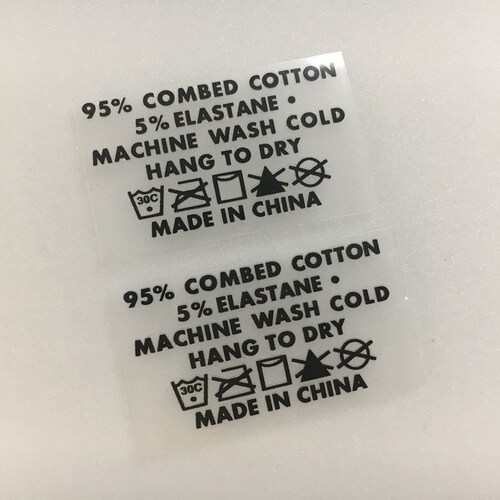 95% COMBED COTTON
5% ELASTANE •
MACHINE WASH COLD
HANG TO DRY
30C
MADE IN CHINA
95% COMBED COTTON
5% ELASTANE •
MACHINE WASH COLD
HANG TO DRY
30C
MADE IN CHINA